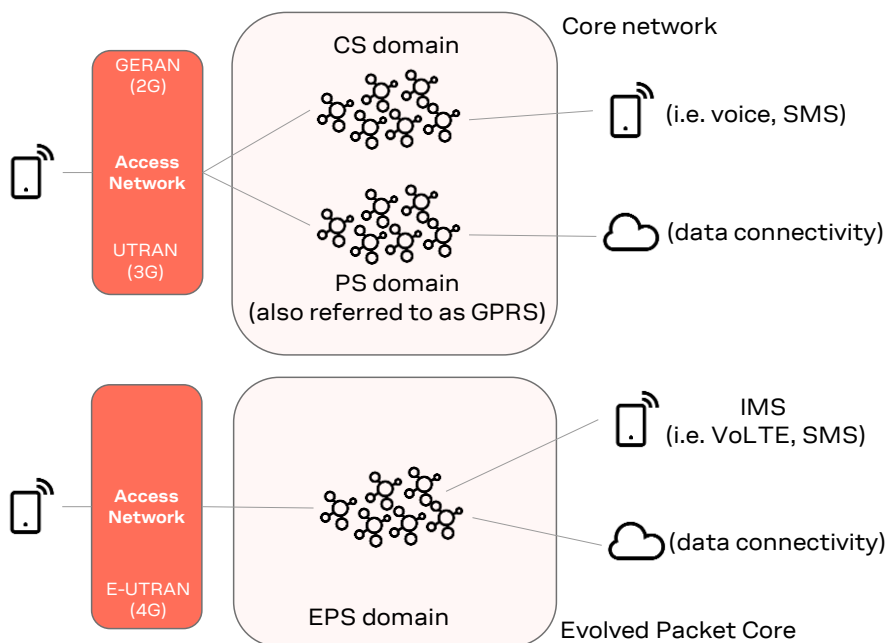 CS domain
Core network
GERAN
(2G)
(i.e. voice, SMS)
Access
Network
UTRAN
(3G)
(data connectivity)
PS domain
(also referred to as GPRS)
IMS
(i.e. VoLTE, SMS)
Access
Network
(data connectivity)
E-UTRAN
(4G)
EPS domain
Evolved Packet Core